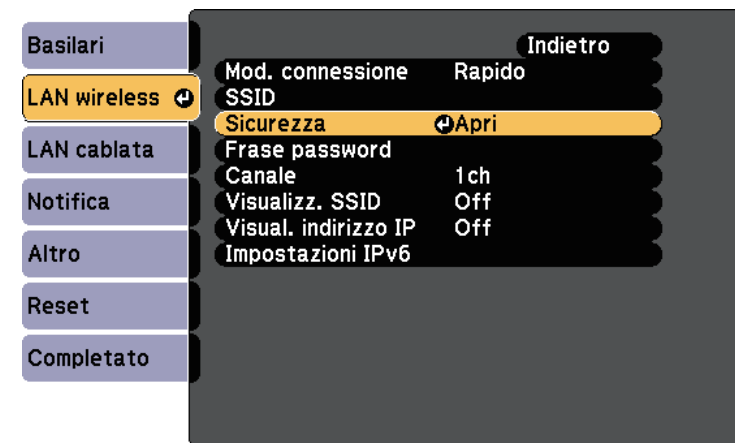 Basilari
LAN wireless
LAN cablata
Notifica
Altro
Reset
Completato
Indietro
Mod. connessione Rapido
SSID
Sicurezza Apri
Frase password
Canale 1ch
Visualizz. SSID Off
Visual. indirizzo IP Off
Impostazioni IPv6